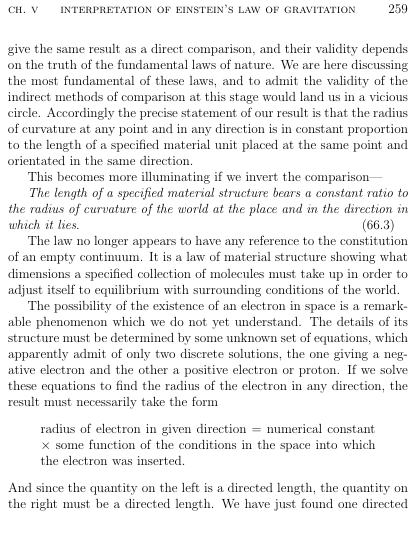 CH. V INTERPRETATION OF EINSTEIN'S LAW OF GRAVITATION 259
give the same result as a direct comparison, and their validity depends
on the truth of the fundamental laws of nature. We are here discussing
the most fundamental of these laws, and to admit the validity of the
indirect methods of comparison at this stage would land us in a vicious
circle. Accordingly the precise statement of our result is that the radius
of curvature at any point and in any direction is in constant proportion
to the length of a specified material unit placed at the same point and
orientated in the same direction.
This becomes more illuminating if we invert the comparison—
The length of a specified material structure bears a constant ratio to
the radius of curvature of the world at the place and in the direction in
which it lies. (66.3)
The law no longer appears to have any reference to the constitution
of an empty continuum. It is a law of material structure showing what
dimensions a specified collection of molecules must take up in order to
adjust itself to equilibrium with surrounding conditions of the world.
The possibility of the existence of an electron in space is a remark-
able phenomenon which we do not yet understand. The details of its
structure must be determined by some unknown set of equations, which
apparently admit of only two discrete solutions, the one giving a neg-
ative electron and the other a positive electron or proton. If we solve
these equations to find the radius of the electron in any direction, the
result must necessarily take the form
radius of electron in given direction = numerical constant
× some function of the conditions in the space into which
the electron was inserted.
And since the quantity on the left is a directed length, the quantity on
the right must be a directed length. We have just found one directed